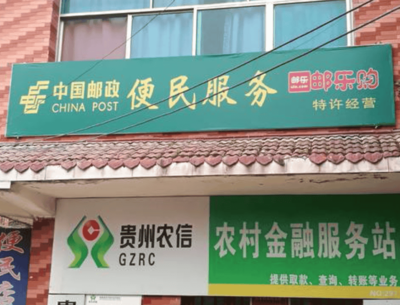 中国邮政
CHINA POST
便民服务
邮乐
邮乐购
特许经营
贵州农信
GZRC
农村金融服务站
提供取款、查询、转账等业务
便民